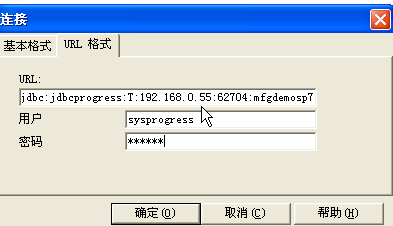 连接
基本格式 URL 格式
URL:
jdbc:jdbcprogress:T:192.168.0.55:62704:mfgdemosp7
用户 sysprogress
密码 ******
确定(O) 取消(C) 帮助(H)